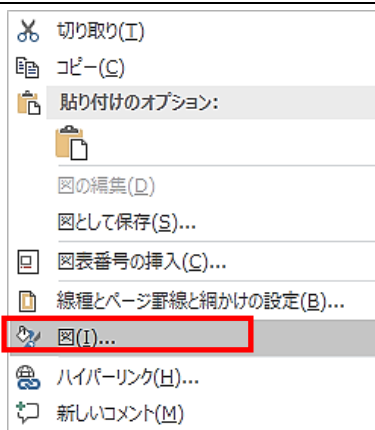 切り取り(T)
コピー(C)
貼り付けのオプション:
図の編集(D)
図として保存(S)...
図表番号の挿入(C)...
線種とページ罫線と網かけの設定(B)...
図(I)...
ハイパーリンク(H)...
新しいコメント(M)